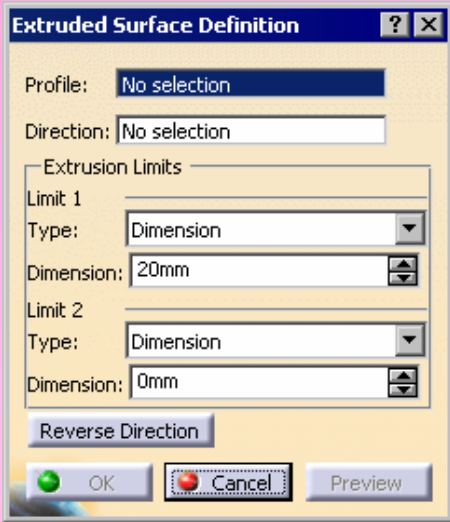 Extruded Surface Definition ? X
Profile: No selection
Direction: No selection
Extrusion Limits
Limit 1
Type: Dimension
Dimension: 20mm
Limit 2
Type: Dimension
Dimension: 0mm
Reverse Direction
OK Cancel Preview